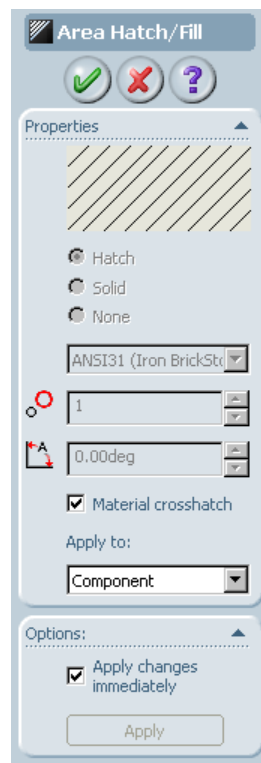 Area Hatch/Fill
?
Properties
Hatch
Solid
None
ANSI31 (Iron BrickSt
1
A
0.00deg
Material crosshatch
Apply to:
Component
Options:
Apply changes
immediately
Apply